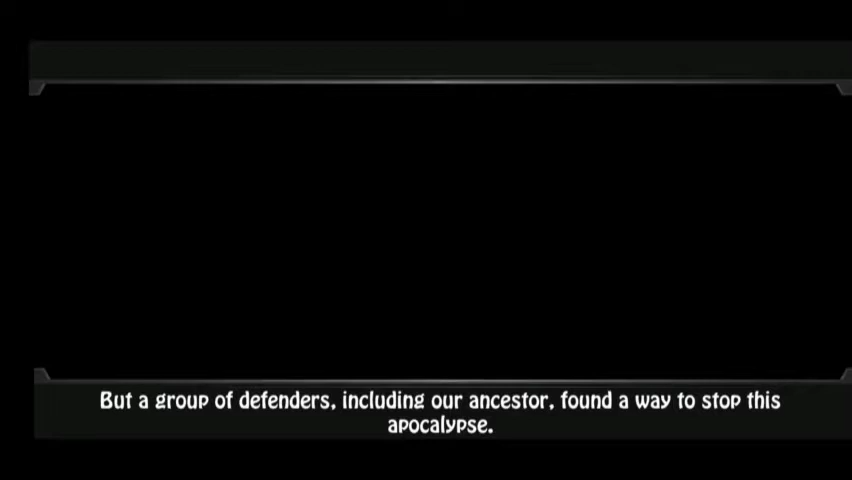 But a group of defenders, including our ancestor, found a way to stop this
apocalypse.